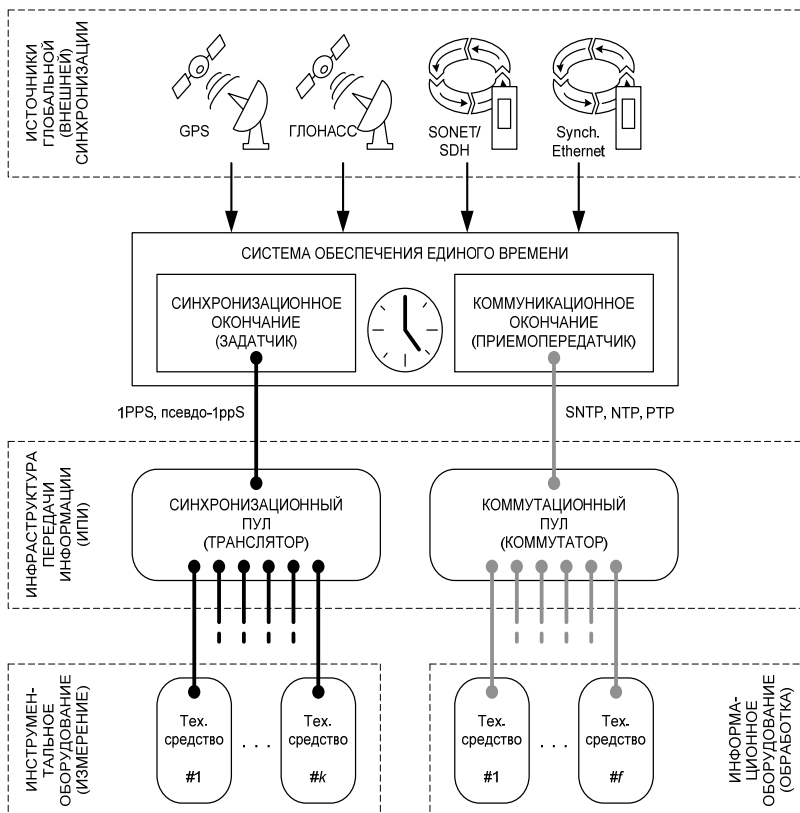 ИСТОЧНИКИ
ГЛОБАЛЬНОЙ
(ВНЕШНЕЙ)
СИНХРОНИЗАЦИИ
GPS
ГЛОНАСС
SONET/
SDH
Synch.
Ethernet
СИСТЕМА ОБЕСПЕЧЕНИЯ ЕДИНОГО ВРЕМЕНИ
СИНХРОНИЗАЦИОННОЕ
ОКОНЧАНИЕ
(ЗАДАТЧИК)
КОММУНИКАЦИОННОЕ
ОКОНЧАНИЕ
(ПРИЕМОПЕРЕДАТЧИК)
1PPS, псевдо-1ppS
SNTP, NTP, PTP
ИНФРАСТРУКТУРА
ПЕРЕДАЧИ
ИНФОРМАЦИИ
(ИПИ)
СИНХРОНИЗАЦИОННЫЙ
ПУЛ
(ТРАНСЛЯТОР)
КОММУТАЦИОННЫЙ
ПУЛ
(КОММУТАТОР)
ИНСТРУМЕН-
ТАЛЬНОЕ
ОБОРУДОВАНИЕ
(ИЗМЕРЕНИЕ)
Тех.
средство
#1
. . .
Тех.
средство
#k
Тех.
средство
#1
. . .
Тех.
средство
#f
ИНФОРМА-
ЦИОННОЕ
ОБОРУДОВАНИЕ
(ОБРАБОТКА)